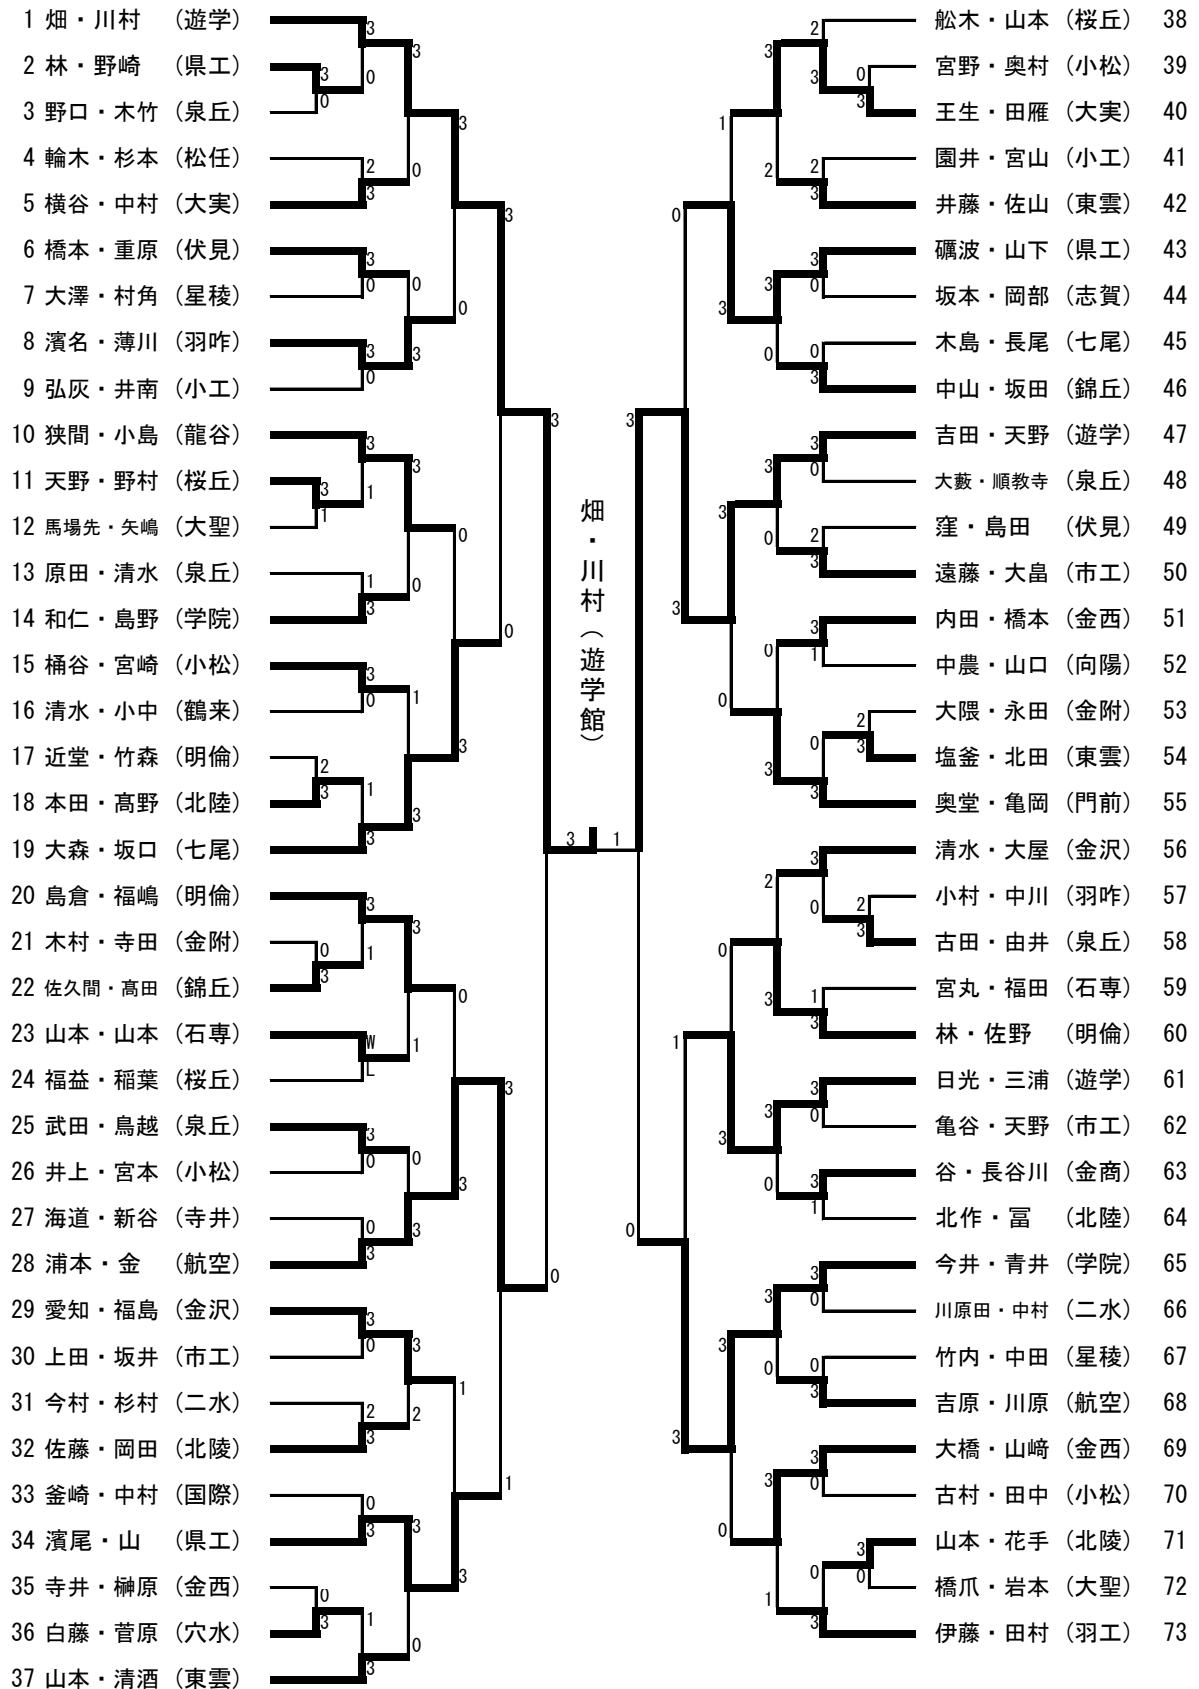 1 畑・川村 （遊学）
2 林・野崎 （県工）
3 野口・木竹 （泉丘）
4 輪木・杉本 （松任）
5 横谷・中村 （大実）
6 橋本・重原 （伏見）
7 大澤・村角 （星稜）
8 濱名・薄川 （羽咋）
9 弘灰・井南 （小工）
10 狭間・小島 （龍谷）
11 天野・野村 （桜丘）
12 馬場先・矢嶋 （大聖）
13 原田・清水 （泉丘）
14 和仁・島野 （学院）
15 桶谷・宮崎 （小松）
16 清水・小中 （鶴来）
17 近堂・竹森 （明倫）
18 本田・髙野 （北陸）
19 大森・坂口 （七尾）
20 島倉・福嶋 （明倫）
21 木村・寺田 （金附）
22 佐久間・髙田 （錦丘）
23 山本・山本 （石専）
24 福益・稲葉 （桜丘）
25 武田・鳥越 （泉丘）
26 井上・宮本 （小松）
27 海道・新谷 （寺井）
28 浦本・金 （航空）
29 愛知・福島 （金沢）
30 上田・坂井 （市工）
31 今村・杉村 （二水）
32 佐藤・岡田 （北陵）
33 釜崎・中村 （国際）
34 濱尾・山 （県工）
35 寺井・榊原 （金西）
36 白藤・菅原 （穴水）
37 山本・清酒 （東雲）
畑・川村（遊学館）
3 1
舩木・山本 （桜丘） 38
宮野・奥村 （小松） 39
王生・田雁 （大実） 40
園井・宮山 （小工） 41
井藤・佐山 （東雲） 42
礪波・山下 （県工） 43
坂本・岡部 （志賀） 44
木島・長尾 （七尾） 45
中山・坂田 （錦丘） 46
吉田・天野 （遊学） 47
大藪・順教寺 （泉丘） 48
窪・島田 （伏見） 49
遠藤・大畠 （市工） 50
内田・橋本 （金西） 51
中農・山口 （向陽） 52
大隈・永田 （金附） 53
塩釜・北田 （東雲） 54
奥堂・亀岡 （門前） 55
清水・大屋 （金沢） 56
小村・中川 （羽咋） 57
古田・由井 （泉丘） 58
宮丸・福田 （石専） 59
林・佐野 （明倫） 60
日光・三浦 （遊学） 61
亀谷・天野 （市工） 62
谷・長谷川 （金商） 63
北作・冨 （北陸） 64
今井・青井 （学院） 65
川原田・中村 （二水） 66
竹内・中田 （星稜） 67
吉原・川原 （航空） 68
大橋・山﨑 （金西） 69
古村・田中 （小松） 70
山本・花手 （北陵） 71
橋爪・岩本 （大聖） 72
伊藤・田村 （羽工） 73